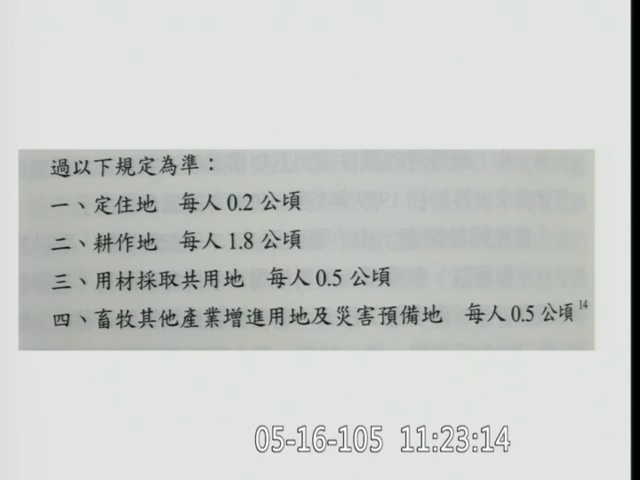 過以下規定為準：
一、定住地　每人 0.2 公頃
二、耕作地　每人 1.8 公頃
三、用材採取共用地　每人 0.5 公頃
四、畜牧其他產業增進用地及災害預備地　每人 0.5 公頃14
05-16-105 11:23:14